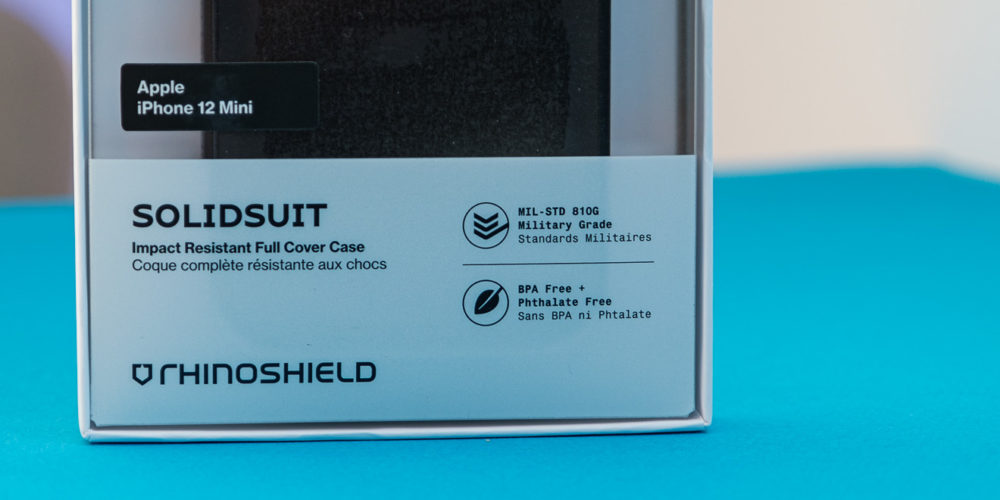 Apple
iPhone 12 Mini
SOLIDSUIT
Impact Resistant Full Cover Case
Coque complète résistante aux chocs
MIL-STD 810G
Military Grade
Standards Militaires
BPA Free +
Phthalate Free
Sans BPA ni Phtalate
RHINOSHIELD